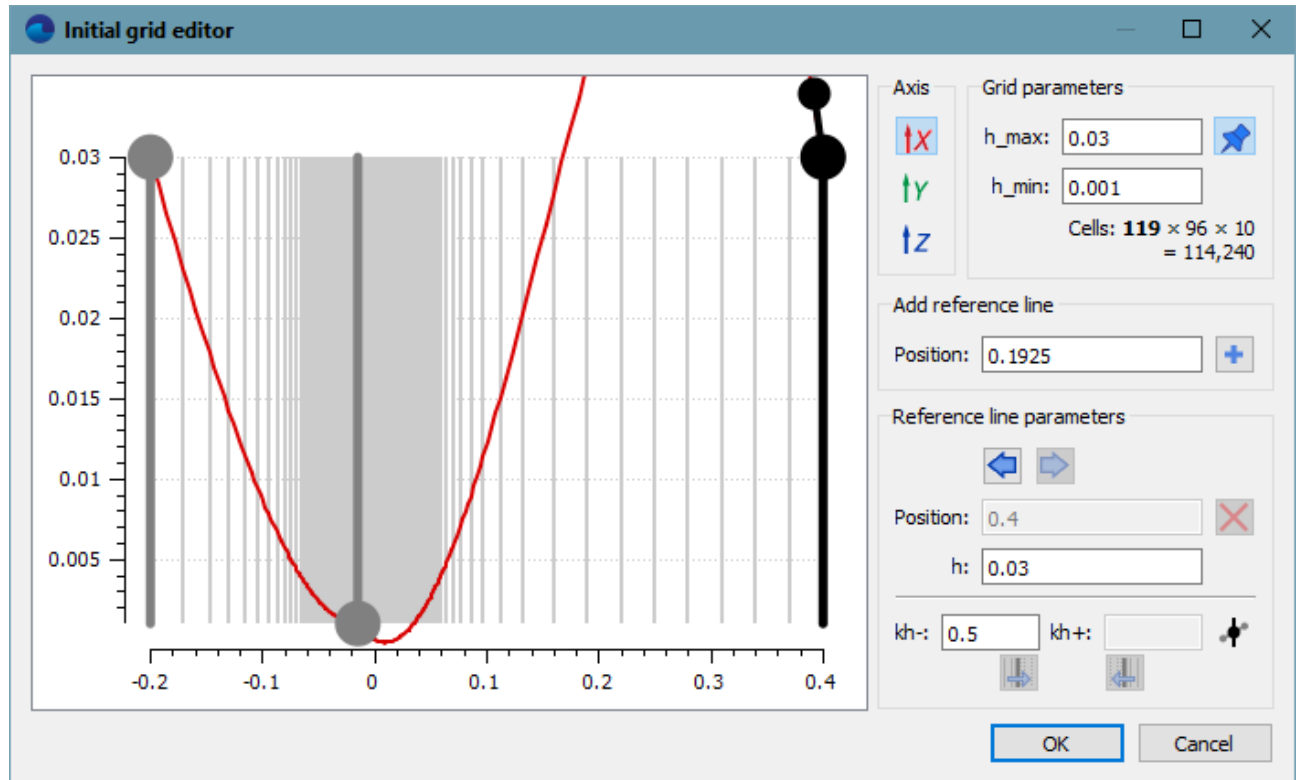 Initial grid editor
0.03
0.025
0.02
0.015
0.01
0.005
-0.2 -0.1 0 0.1 0.2 0.3 0.4
Axis
X
Y
Z
Grid parameters
h_max: 0.03
h_min: 0.001
Cells: 119 × 96 × 10
= 114,240
Add reference line
Position: 0.1925
Reference line parameters
Position: 0.4
h: 0.03
kh-: 0.5 kh+:
OK Cancel